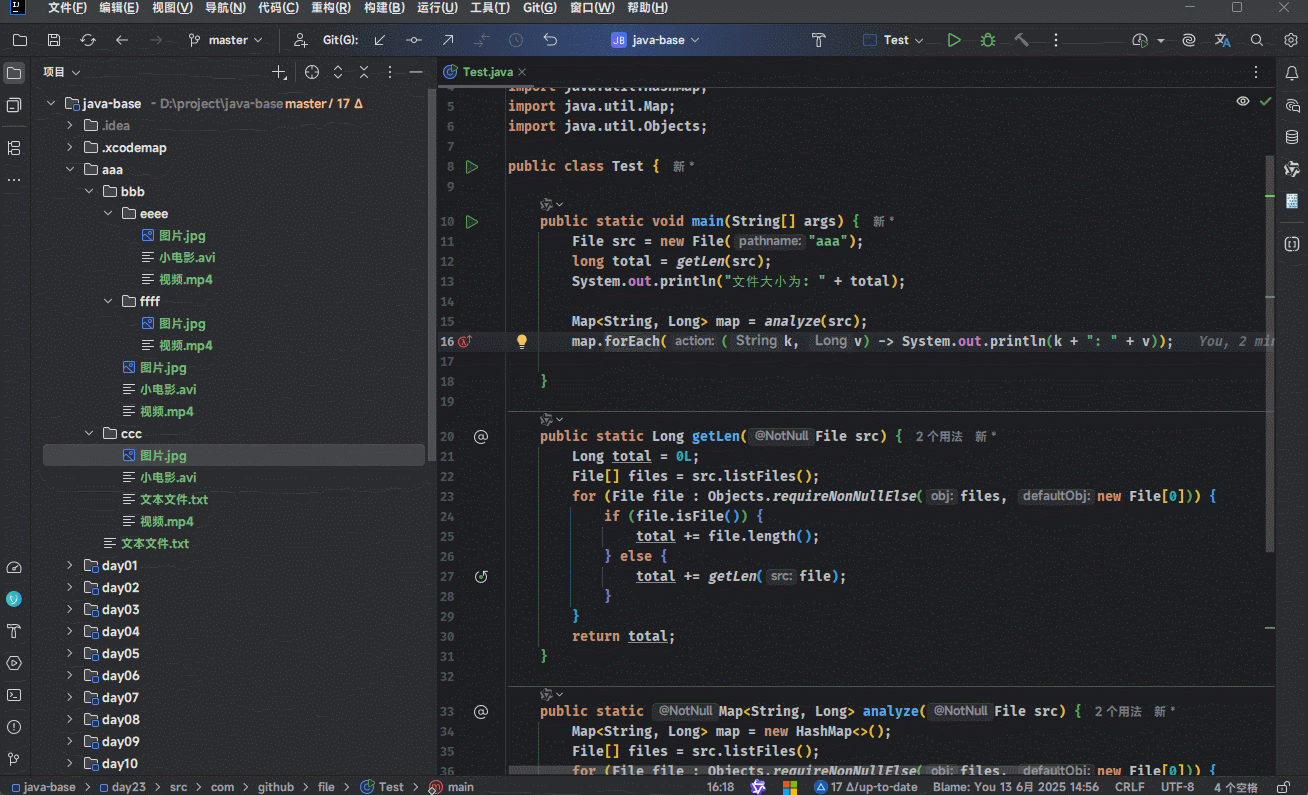 文件(F) 编辑(E) 视图(V) 导航(N) 代码(C) 重构(R) 构建(B) 运行(U) 工具(T) Git(G) 窗口(W) 帮助(H)
master Git(G): JB java-base Test
项目
Test.java
java-base - D:\project\java-base master / 17 Δ
.idea
.xcodemap
aaa
bbb
eeee
图片.jpg
小电影.avi
视频.mp4
ffff
图片.jpg
视频.mp4
图片.jpg
小电影.avi
视频.mp4
ccc
图片.jpg
小电影.avi
文本文件.txt
视频.mp4
文本文件.txt
day01
day02
day03
day04
day05
day06
day07
day08
day09
day10
4 import java.util.HashMap;
5 import java.util.Map;
6 import java.util.Objects;
7
8 public class Test { 新 *
9
10 public static void main(String[] args) { 新 *
11 File src = new File( pathname: "aaa");
12 long total = getLen(src);
13 System.out.println("文件大小为: " + total);
14
15 Map<String, Long> map = analyze(src);
16 map.forEach( action: ( String k, Long v) -> System.out.println(k + ": " + v)); You, 2 min
17
18 }
19
20 public static Long getLen( @NotNull File src) { 2 个用法 新 *
21 Long total = 0L;
22 File[] files = src.listFiles();
23 for (File file : Objects.requireNonNullElse( obj: files, defaultObj: new File[0])) {
24 if (file.isFile()) {
25 total += file.length();
26 } else {
27 total += getLen( src: file);
28 }
29 }
30 return total;
31 }
32
33 public static @NotNull Map<String, Long> analyze( @NotNull File src) { 2 个用法 新 *
34 Map<String, Long> map = new HashMap<>();
35 File[] files = src.listFiles();
36 for (File file : Objects.requireNonNullElse( obj: files, defaultObj: new File[0])) {
java-base > day23 > src > com > github > file > Test > main 16:18 17 Δ/up-to-date Blame: You 13 6月 2025 14:56 CRLF UTF-8 4 个空格